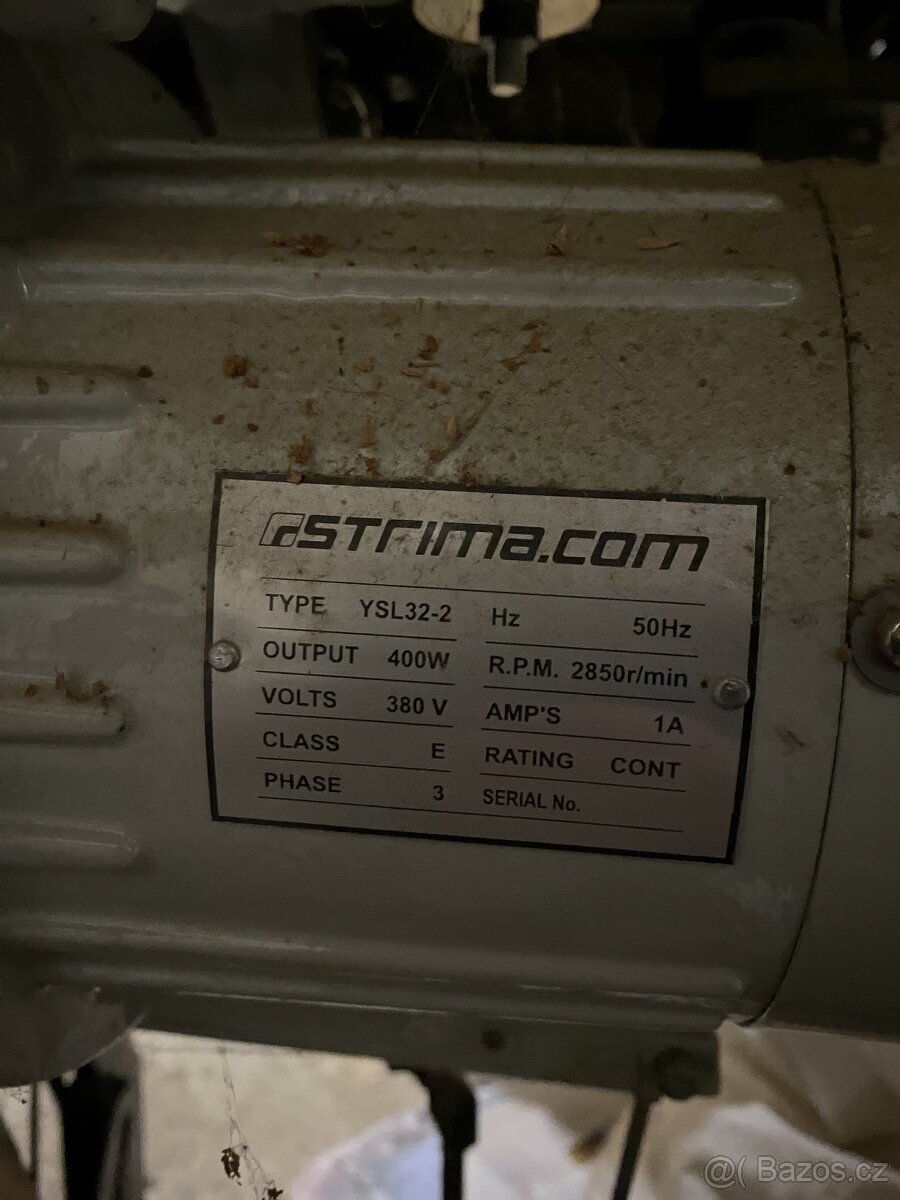 STRIMA.COM
TYPE YSL32-2 Hz 50Hz
OUTPUT 400W R.P.M. 2850r/min
VOLTS 380 V AMP'S 1A
CLASS E RATING CONT
PHASE 3 SERIAL No.
@( Bazos.cz